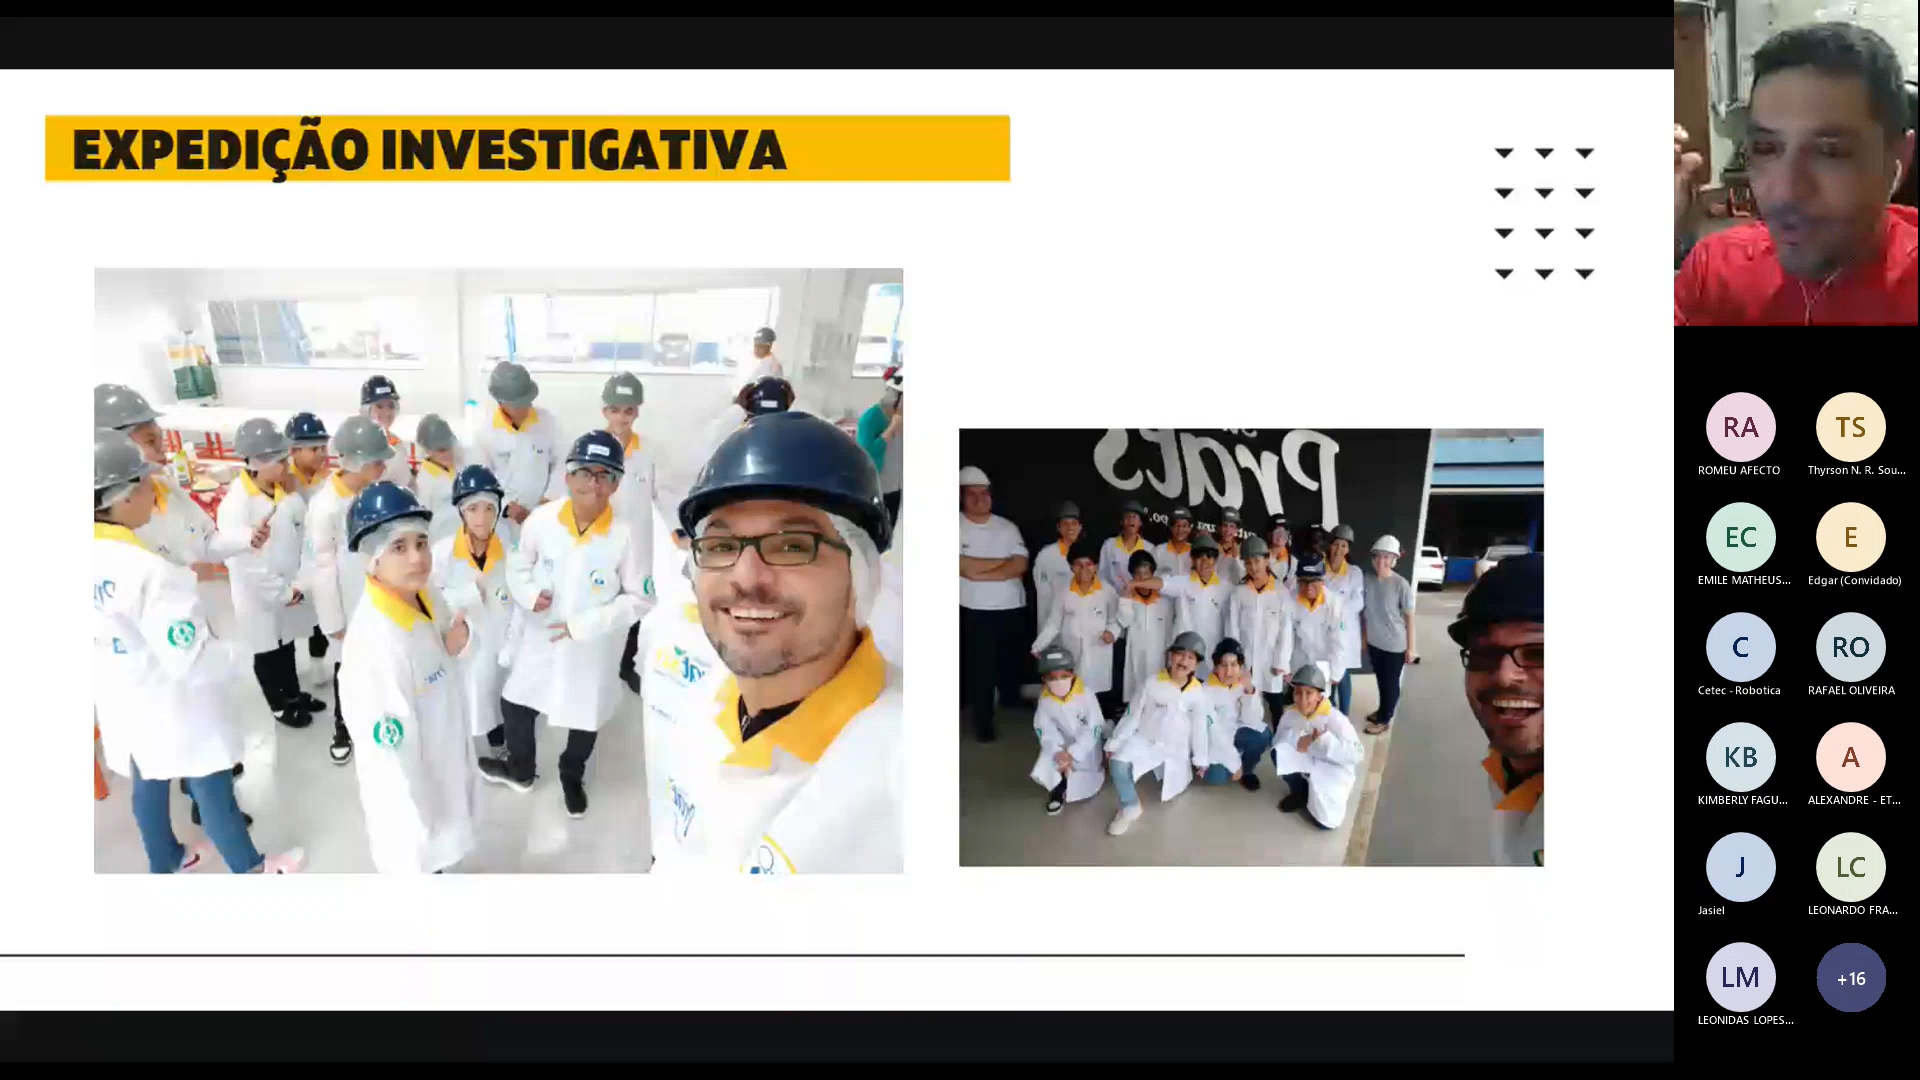 EXPEDIÇÃO INVESTIGATIVA
Prats
RA
TS
ROMEU AFECTO
Thyrson N. R. Sou...
EC
E
EMILE MATHEUS...
Edgar (Convidado)
C
RO
Cetec - Robotica
RAFAEL OLIVEIRA
KB
A
KIMBERLY FAGU...
ALEXANDRE - ET...
J
LC
Jasiel
LEONARDO FRA...
LM
+16
LEONIDAS LOPES...